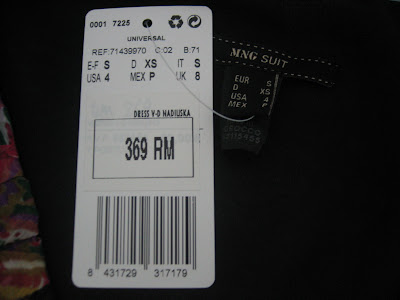 0001 7225
UNIVERSAL
REF:71439970 C:02 B:71
E-F S D XS IT S
USA 4 MEX P UK 8
DRESS V-D NADIUSKA
369 RM
8 431729 317179
MNG SUIT
EUR S
D XS
USA 4
MEX P